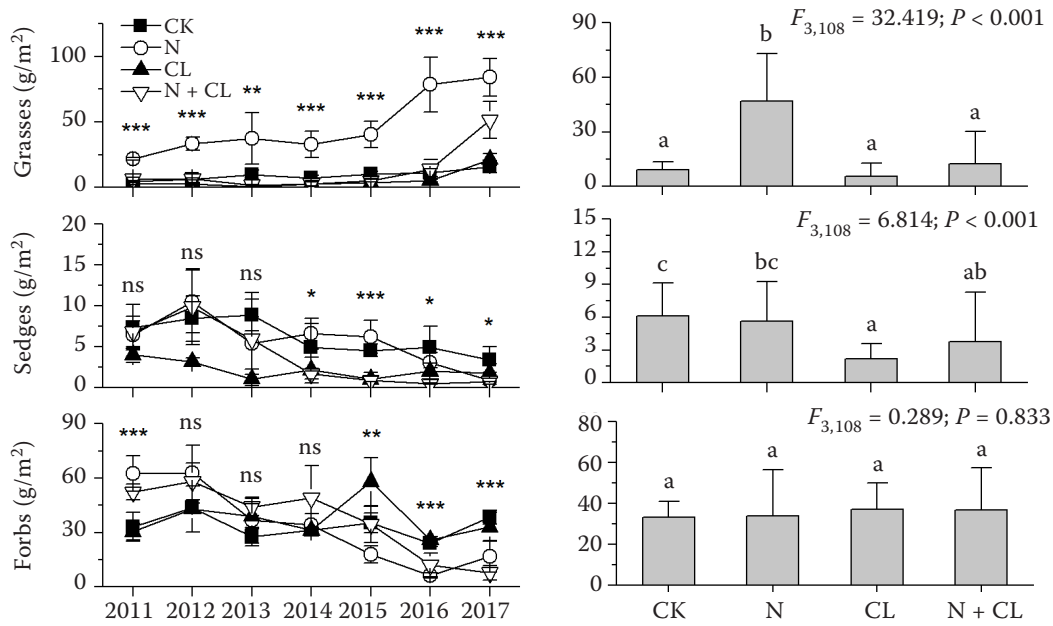 CK
N
CL
N + CL
Grasses (g/m²)
100
50
0
***
***
**
***
***
***
***
F3,108 = 32.419; P < 0.001
90
60
30
0
a
b
a
a
Sedges (g/m²)
20
15
10
5
0
ns
ns
ns
*
***
*
*
F3,108 = 6.814; P < 0.001
15
12
9
6
3
0
c
bc
a
ab
Forbs (g/m²)
90
60
30
0
***
ns
ns
ns
**
***
***
2011 2012 2013 2014 2015 2016 2017
F3,108 = 0.289; P = 0.833
80
60
40
20
0
a
a
a
a
CK N CL N + CL